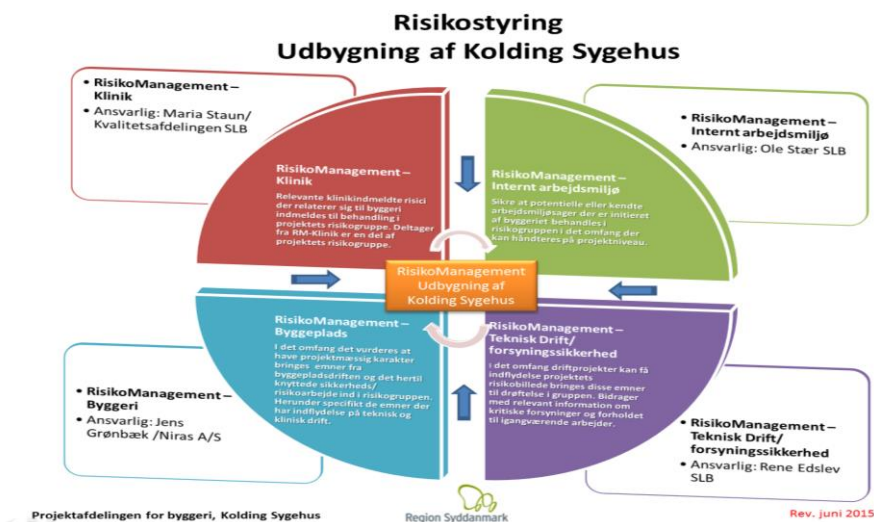 Risikostyring
Udbygning af Kolding Sygehus
• RisikoManagement –
Klinik
• Ansvarlig: Maria Staun/
Kvalitetsafdelingen SLB
RisikoManagement –
Klinik
Relevante klinikindmeldte risici
der relaterer sig til byggeri
indmeldes til behandling i
projektets risikogruppe. Deltager
fra RM-Klinik er en del af
projektets risikogruppe.
RisikoManagement –
Internt arbejdsmiljø
Sikre at potentielle eller kendte
arbejdsmiljøsager der er initieret
af byggeriet behandles i
risikogruppen i det omfang der
kan håndteres på projektniveau.
• RisikoManagement –
Internt arbejdsmiljø
• Ansvarlig: Ole Stær SLB
RisikoManagement
Udbygning af
Kolding Sygehus
• RisikoManagement –
Byggeri
• Ansvarlig: Jens
Grønbæk /Niras A/S
RisikoManagement –
Byggeplads
I det omfang det vurderes at
have projektmæssig karakter
bringes emner fra
byggepladsdriften og det hertil
knyttede sikkerheds/
risikoarbejde ind i risikogruppen.
Herunder specifikt de emner der
har indflydelse på teknisk og
klinisk drift.
RisikoManagement –
Teknisk Drift/
forsyningssikkerhed
i det omfang driftprojekter kan få
indflydelse projektets
risikobillede bringes disse emner
til drøftelse i gruppen. Bidrager
med relevant information om
kritiske forsyninger og forholdet
til igangværende arbejder.
• RisikoManagement –
Teknisk Drift/
forsyningssikkerhed
• Ansvarlig: Rene Edslev
SLB
Projektafdelingen for byggeri, Kolding Sygehus
Region Syddanmark
Rev. juni 2015